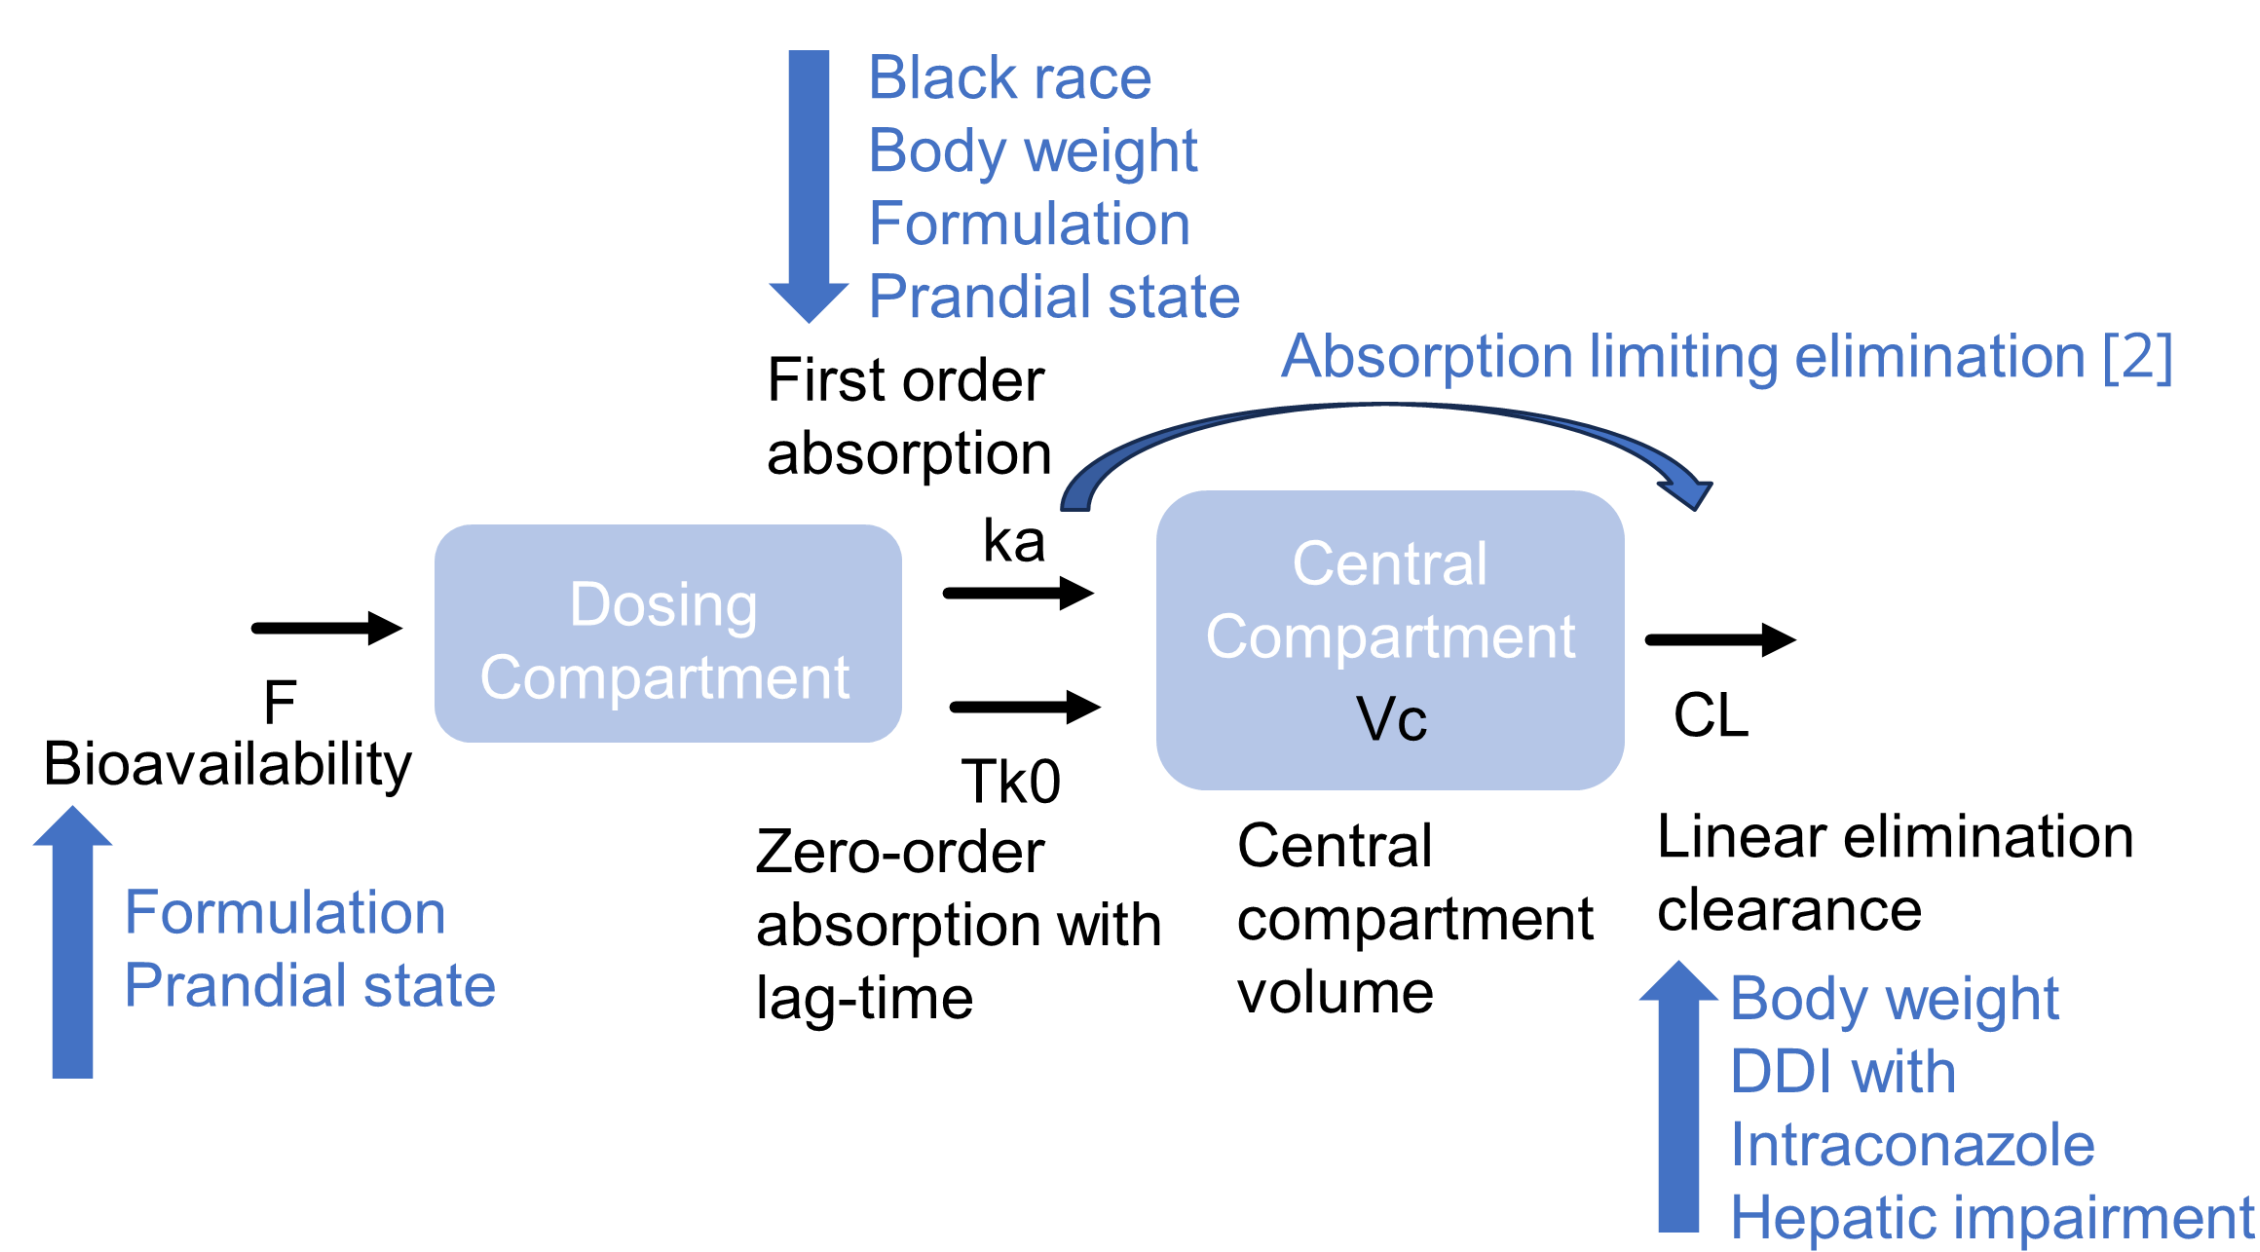 Black race
Body weight
Formulation
Prandial state
First order
absorption
ka
Absorption limiting elimination [2]
Dosing
Compartment
Central
Compartment
Vc
F
Bioavailability
Formulation
Prandial state
Tk0
Zero-order
absorption with
lag-time
Central
compartment
volume
CL
Linear elimination
clearance
Body weight
DDI with
Intraconazole
Hepatic impairment